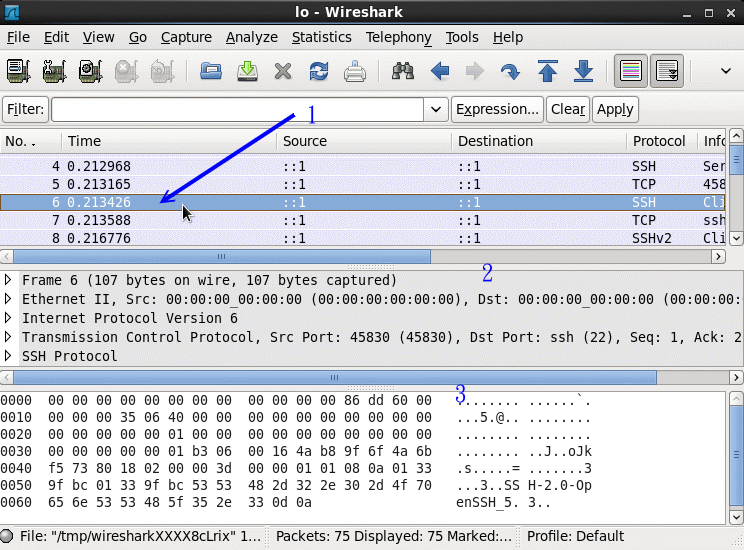 lo - Wireshark
File Edit View Go Capture Analyze Statistics Telephony Tools Help
Filter: Expression... Clear Apply
1
No. . Time Source Destination Protocol Info
4 0.212968 ::1 ::1 SSH Ser
5 0.213165 ::1 ::1 TCP 458
6 0.213426 ::1 ::1 SSH Cli
7 0.213588 ::1 ::1 TCP ssh
8 0.216776 ::1 ::1 SSHv2 Cli
2
Frame 6 (107 bytes on wire, 107 bytes captured)
Ethernet II, Src: 00:00:00_00:00:00 (00:00:00:00:00:00), Dst: 00:00:00_00:00:00 (00:00:00:
Internet Protocol Version 6
Transmission Control Protocol, Src Port: 45830 (45830), Dst Port: ssh (22), Seq: 1, Ack: 2
SSH Protocol
3
0000 00 00 00 00 00 00 00 00 00 00 00 00 86 dd 60 00 ........ ......`.
0010 00 00 00 35 06 40 00 00 00 00 00 00 00 00 00 00 ...5.@.. ........
0020 00 00 00 00 00 01 00 00 00 00 00 00 00 00 00 00 ........ ........
0030 00 00 00 00 00 01 b3 06 00 16 4a b8 9f 6f 4a 6b ........ ..J..oJk
0040 f5 73 80 18 02 00 00 3d 00 00 01 01 08 0a 01 33 .s.....= .......3
0050 9f bc 01 33 9f bc 53 53 48 2d 32 2e 30 2d 4f 70 ...3..SS H-2.0-Op
0060 65 6e 53 53 48 5f 35 2e 33 0d 0a enSSH_5. 3..
File: "/tmp/wiresharkXXXX8cLrix" 1... Packets: 75 Displayed: 75 Marked:... Profile: Default